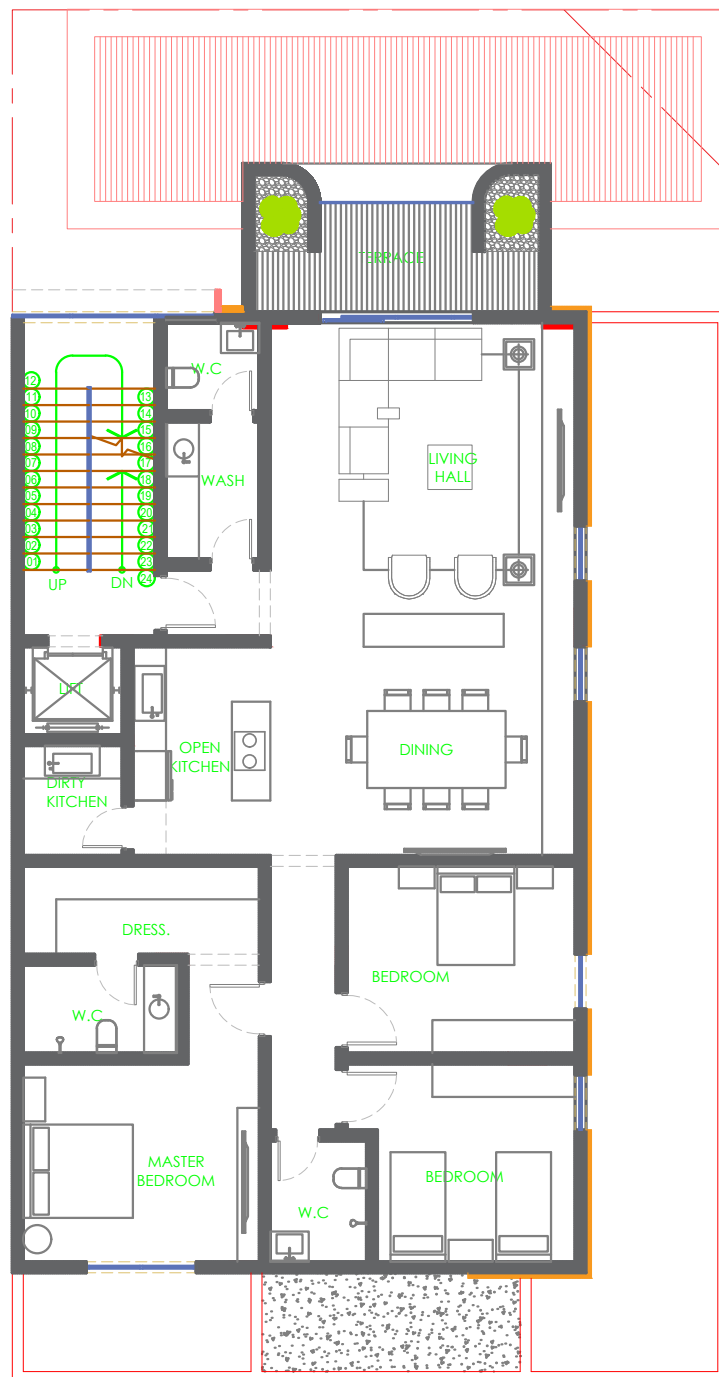 TERRACE
W.C
12
11
10
09
08
07
06
05
04
03
02
01
13
14
15
16
17
18
19
20
21
22
23
24
UP
DN
WASH
LIVING
HALL
LIFT
OPEN
KITCHEN
DINING
DIRTY
KITCHEN
DRESS.
BEDROOM
W.C
MASTER
BEDROOM
BEDROOM
W.C